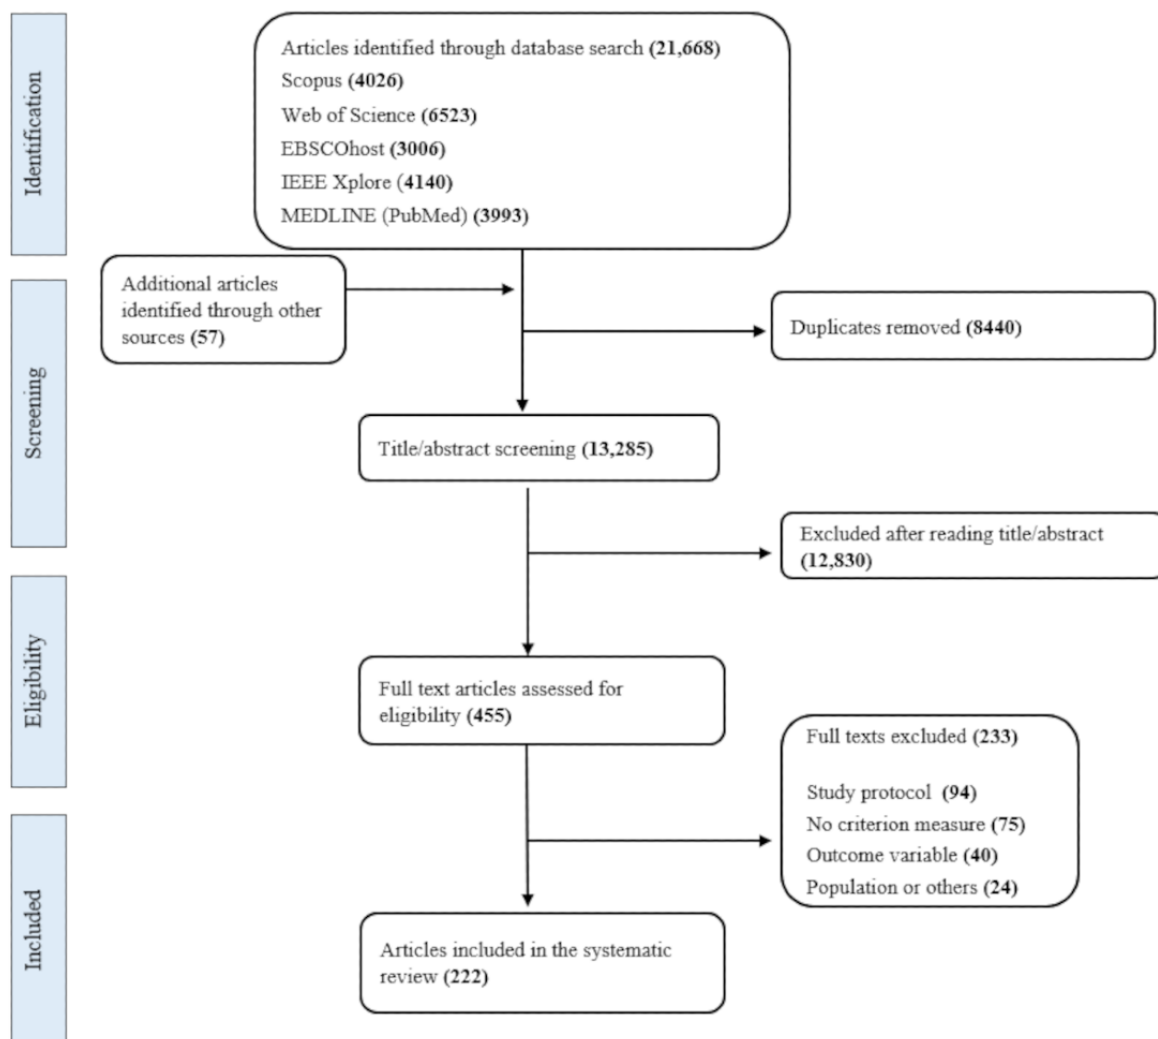 Identification
Articles identified through database search (21,668)
Scopus (4026)
Web of Science (6523)
EBSCOhost (3006)
IEEE Xplore (4140)
MEDLINE (PubMed) (3993)
Additional articles
identified through other
sources (57)
Duplicates removed (8440)
Screening
Title/abstract screening (13,285)
Excluded after reading title/abstract
(12,830)
Eligibility
Full text articles assessed for
eligibility (455)
Full texts excluded (233)
Study protocol (94)
No criterion measure (75)
Outcome variable (40)
Population or others (24)
Included
Articles included in the systematic
review (222)